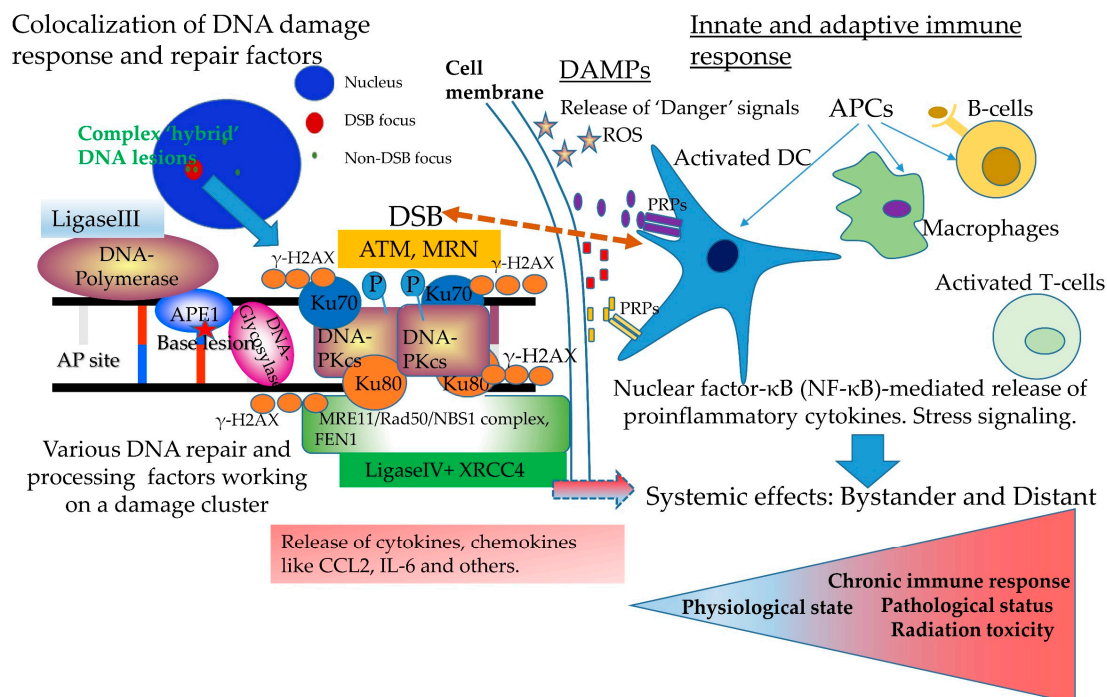 Colocalization of DNA damage
response and repair factors
Nucleus
DSB focus
Non-DSB focus
Complex 'hybrid'
DNA lesions
LigaseIII
DNA-
Polymerase
APE1
Base lesion
DNA-
Glycosylase
AP site
γ-H2AX
DSB
ATM, MRN
γ-H2AX
P
P
Ku70
Ku70
DNA-
PKcs
DNA-
PKcs
γ-H2AX
Ku80
Ku80
γ-H2AX
MRE11/Rad50/NBS1 complex,
FEN1
LigaseIV+ XRCC4
Various DNA repair and
processing factors working
on a damage cluster
Release of cytokines, chemokines
like CCL2, IL-6 and others.
Cell
membrane
DAMPs
Release of 'Danger' signals
ROS
Innate and adaptive immune
response
APCs
B-cells
Activated DC
PRPs
Macrophages
PRPs
Activated T-cells
Nuclear factor-κB (NF-κB)-mediated release of
proinflammatory cytokines. Stress signaling.
Systemic effects: Bystander and Distant
Physiological state
Chronic immune response
Pathological status
Radiation toxicity